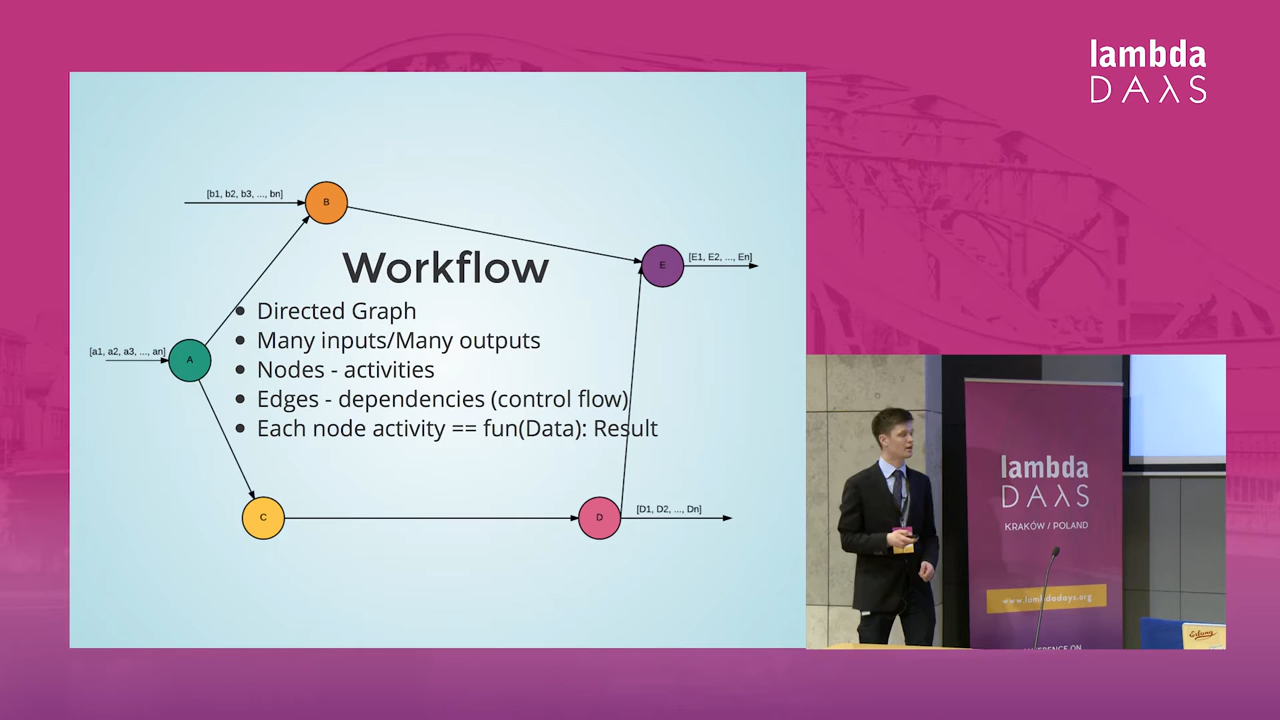 lambda
DAλS
[b1, b2, b3, ..., bn]
B
Workflow
[E1, E2, ..., En]
E
• Directed Graph
• Many inputs/Many outputs
[a1, a2, a3, ..., an]
A
• Nodes - activities
• Edges - dependencies (control flow)
• Each node activity == fun(Data): Result
C
D
[D1, D2, ..., Dn]
lambda
DAλS
KRAKÓW / POLAND
www.lambdadays.org